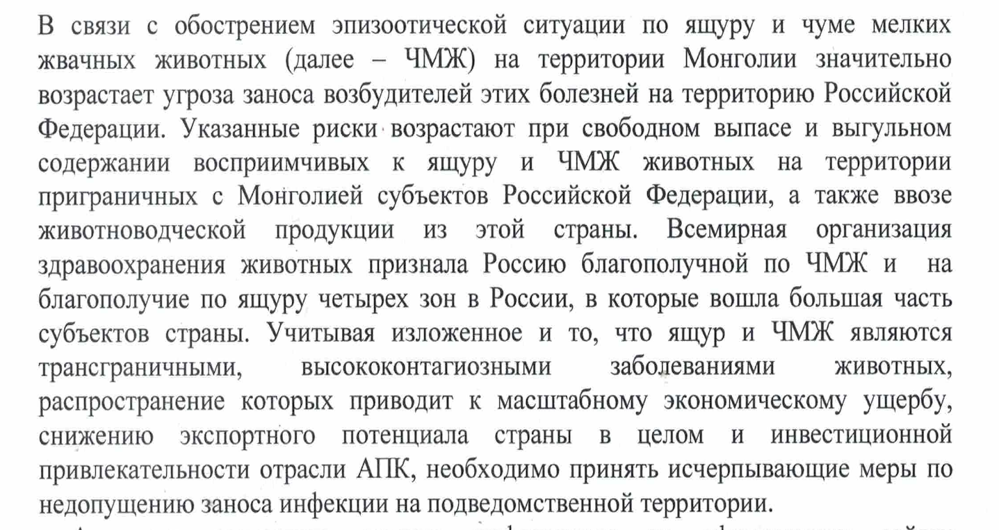 В связи с обострением эпизоотической ситуации по ящуру и чуме мелких
жвачных животных (далее – ЧМЖ) на территории Монголии значительно
возрастает угроза заноса возбудителей этих болезней на территорию Российской
Федерации. Указанные риски возрастают при свободном выпасе и выгульном
содержании восприимчивых к ящуру и ЧМЖ животных на территории
приграничных с Монголией субъектов Российской Федерации, а также ввозе
животноводческой продукции из этой страны. Всемирная организация
здравоохранения животных признала Россию благополучной по ЧМЖ и на
благополучие по ящуру четырех зон в России, в которые вошла большая часть
субъектов страны. Учитывая изложенное и то, что ящур и ЧМЖ являются
трансграничными, высококонтагиозными заболеваниями животных,
распространение которых приводит к масштабному экономическому ущербу,
снижению экспортного потенциала страны в целом и инвестиционной
привлекательности отрасли АПК, необходимо принять исчерпывающие меры по
недопущению заноса инфекции на подведомственной территории.